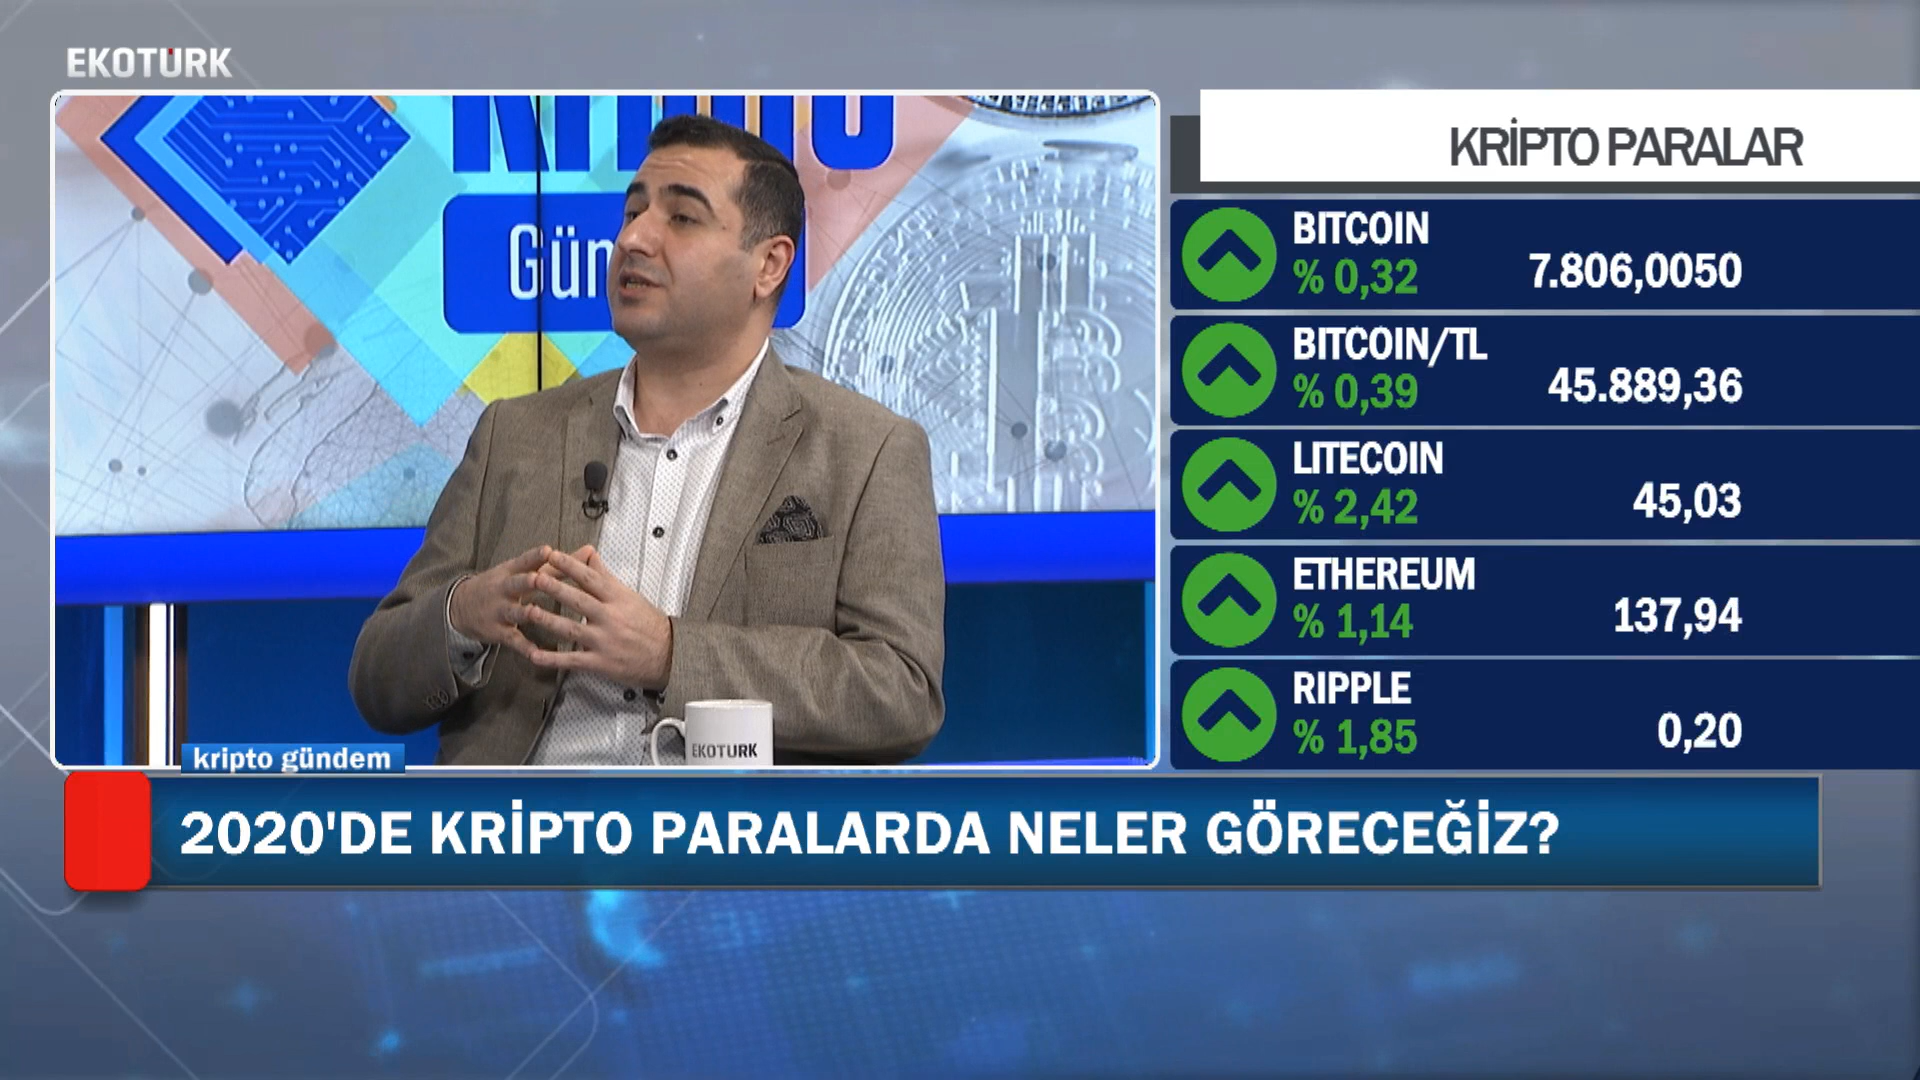 EKOTÜRK
KRİPTO PARALAR
BITCOIN
% 0,32
7.806,0050
BITCOIN/TL
% 0,39
45.889,36
LITECOIN
% 2,42
45,03
ETHEREUM
% 1,14
137,94
RIPPLE
% 1,85
0,20
EKOTÜRK
kripto gündem
2020'DE KRİPTO PARALARDA NELER GÖRECEĞİZ?